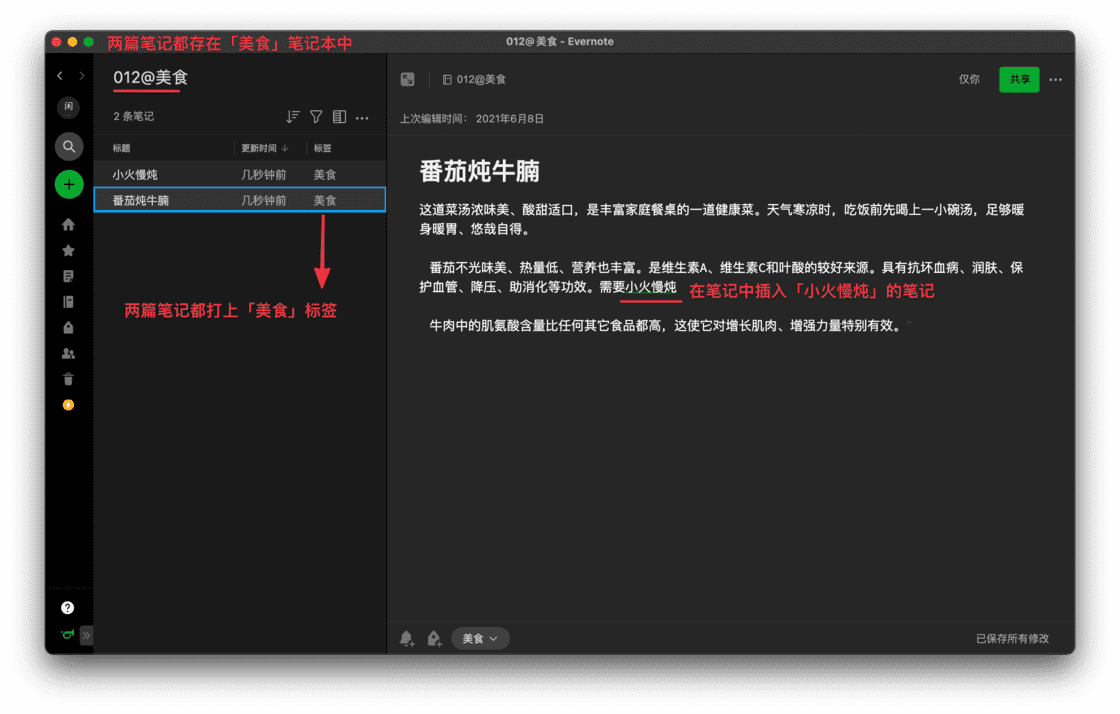 两篇笔记都存在「美食」笔记本中
012@美食 - Evernote
012@美食
闲
2 条笔记
标题 更新时间 标签
小火慢炖 几秒钟前 美食
番茄炖牛腩 几秒钟前 美食
两篇笔记都打上「美食」标签
012@美食
仅你
共享
上次编辑时间： 2021年6月8日
番茄炖牛腩
这道菜汤浓味美、酸甜适口，是丰富家庭餐桌的一道健康菜。天气寒凉时，吃饭前先喝上一小碗汤，足够暖
身暖胃、悠哉自得。
番茄不光味美、热量低、营养也丰富。是维生素A、维生素C和叶酸的较好来源。具有抗坏血病、润肤、保
护血管、降压、助消化等功效。需要小火慢炖
在笔记中插入「小火慢炖」的笔记
牛肉中的肌氨酸含量比任何其它食品都高，这使它对增长肌肉、增强力量特别有效。
美食
已保存所有修改